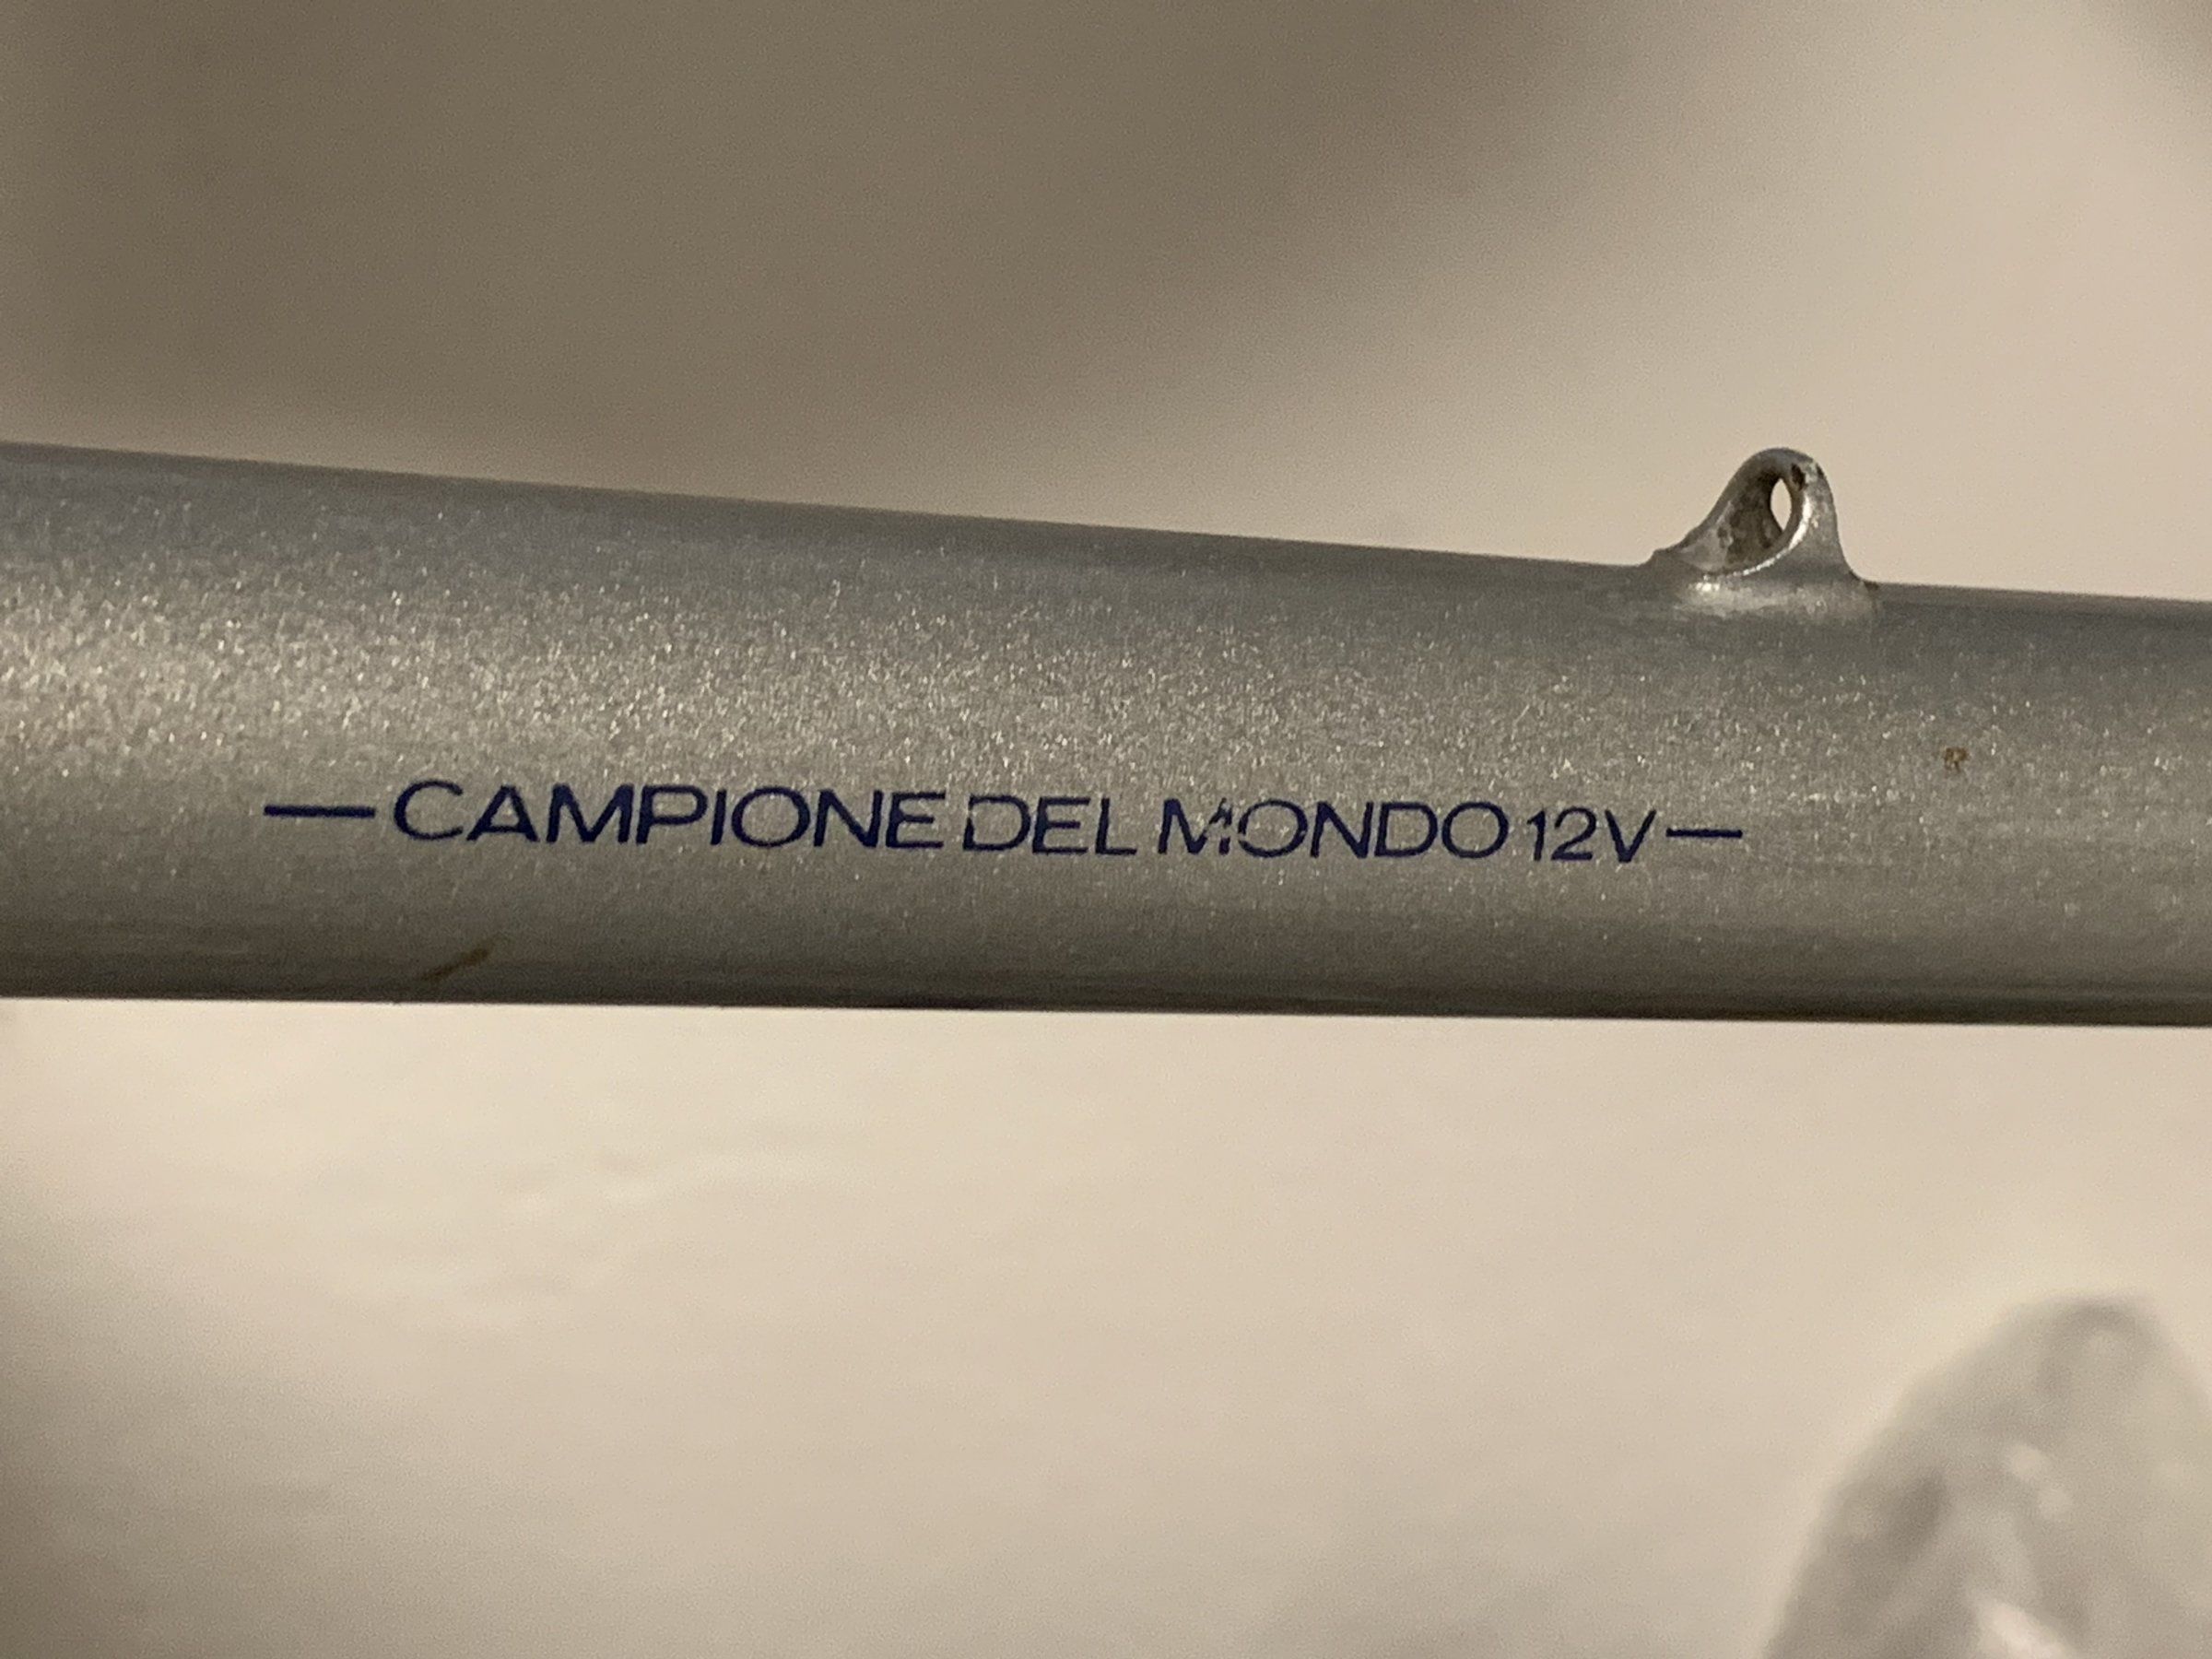 — CAMPIONE DEL MONDO 12V —